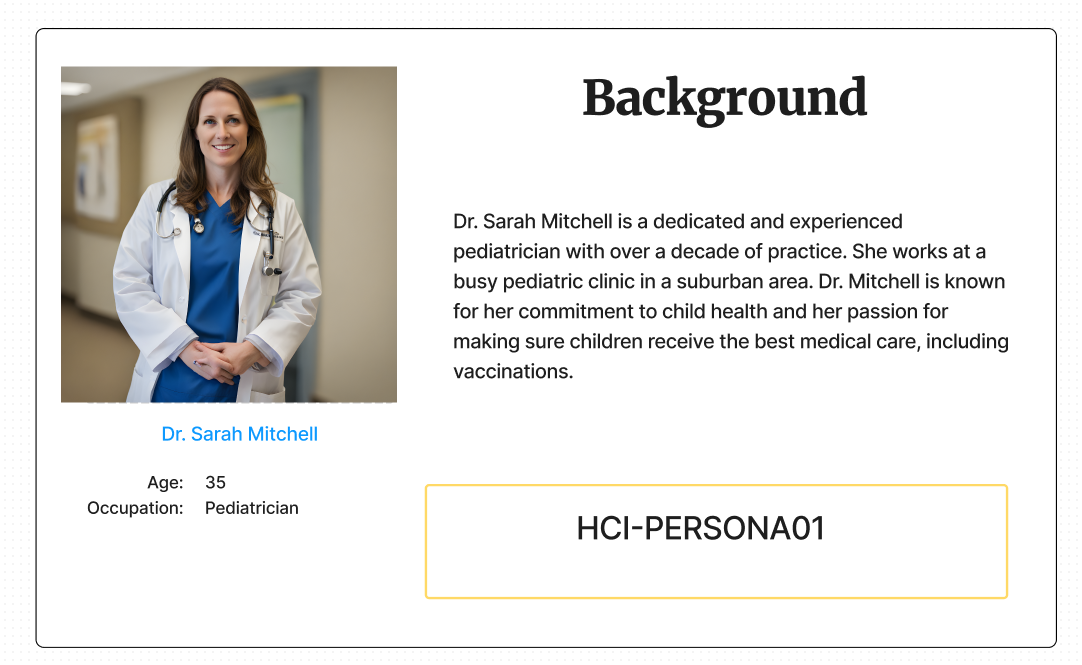 Background
Dr. Sarah Mitchell is a dedicated and experienced
pediatrician with over a decade of practice. She works at a
busy pediatric clinic in a suburban area. Dr. Mitchell is known
for her commitment to child health and her passion for
making sure children receive the best medical care, including
vaccinations.
Dr. Sarah Mitchell
Age: 35
Occupation: Pediatrician
HCI-PERSONA01